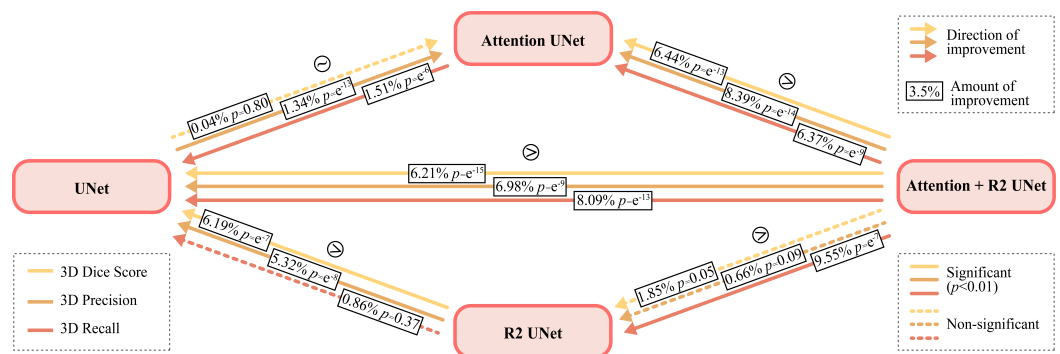 Attention UNet
Direction of
improvement
3.5%
Amount of
improvement
~
0.04% p=0.80
1.34% p=e-13
1.51% p=e-6
>
6.44% p=e-13
8.39% p=e-14
6.37% p=e-9
UNet
>
6.21% p=e-15
6.98% p=e-9
8.09% p=e-13
Attention + R2 UNet
>
6.19% p=e-7
5.32% p=e-8
0.86% p=0.37
>
1.85% p=0.05
0.66% p=0.09
9.55% p=e-7
3D Dice Score
3D Precision
3D Recall
R2 UNet
Significant
(p<0.01)
Non-significant